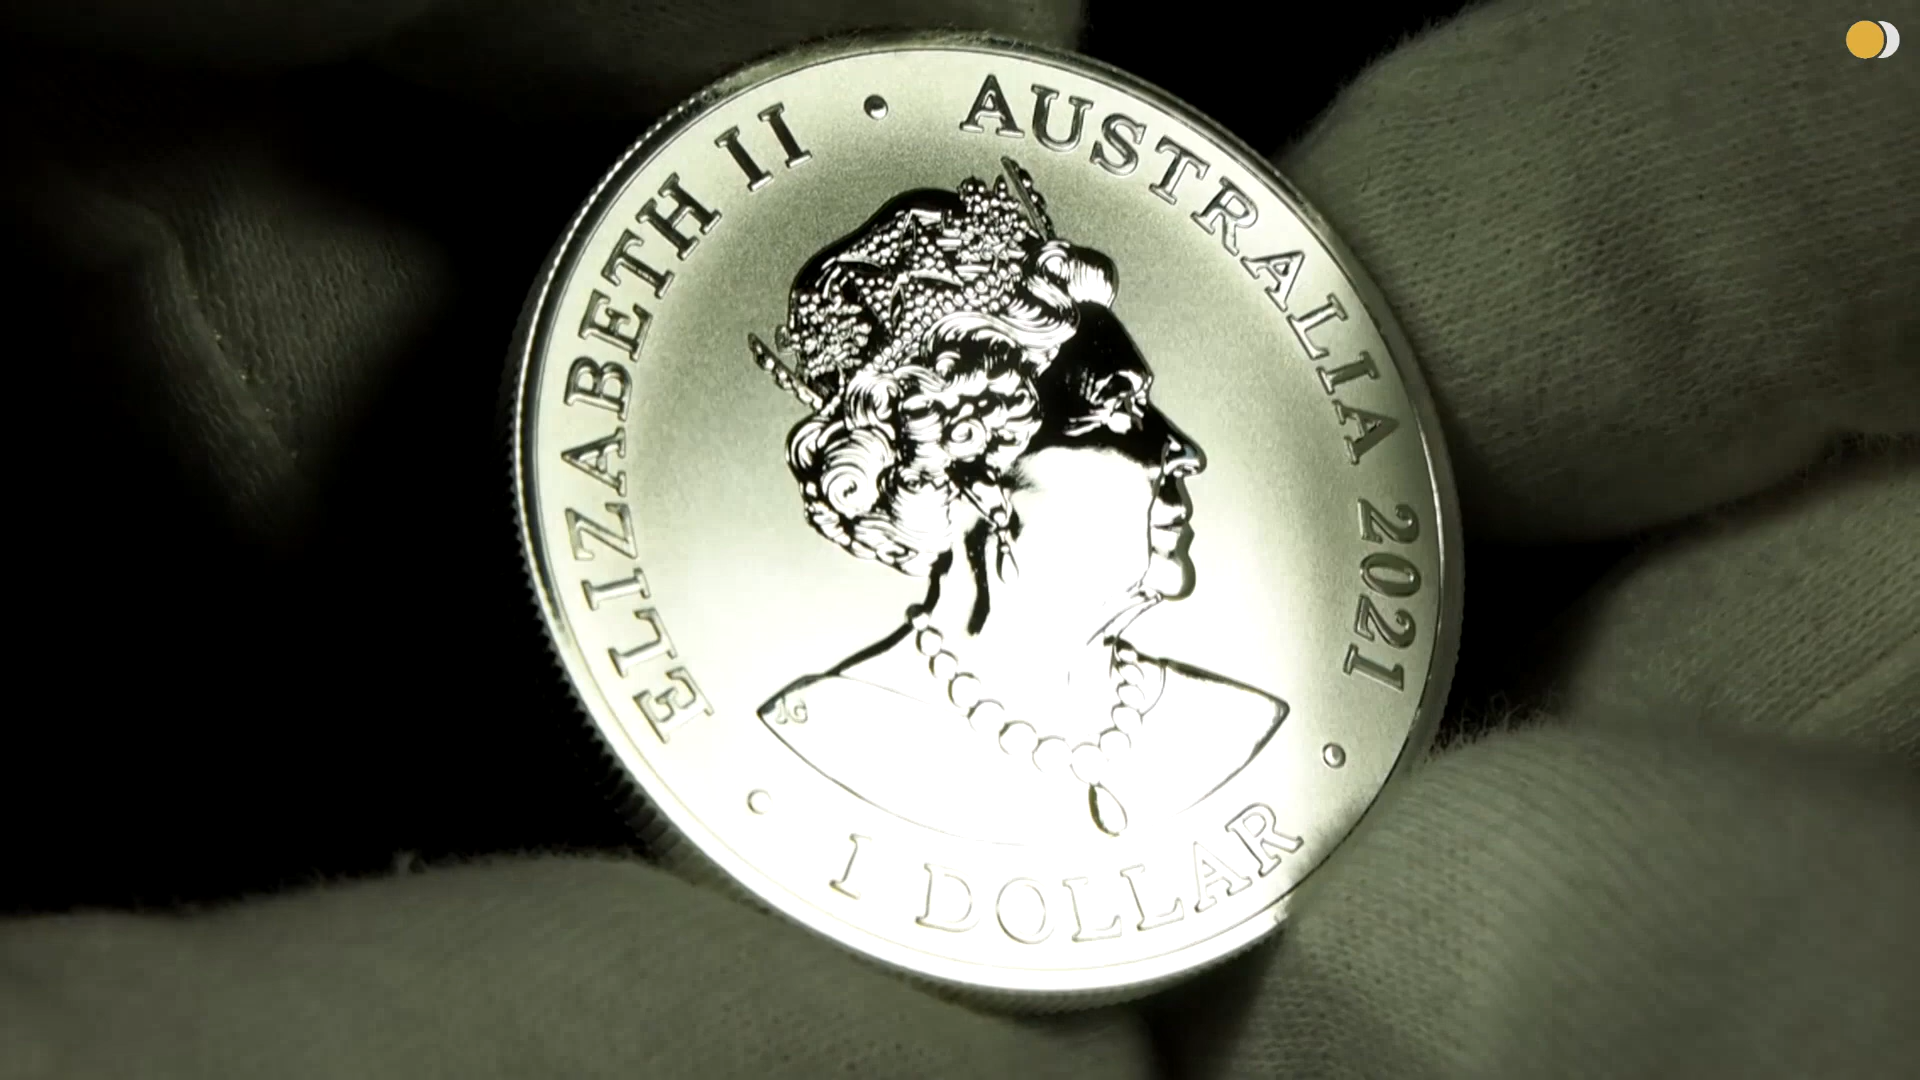 ELIZABETH II • AUSTRALIA 2021
• 1 DOLLAR •